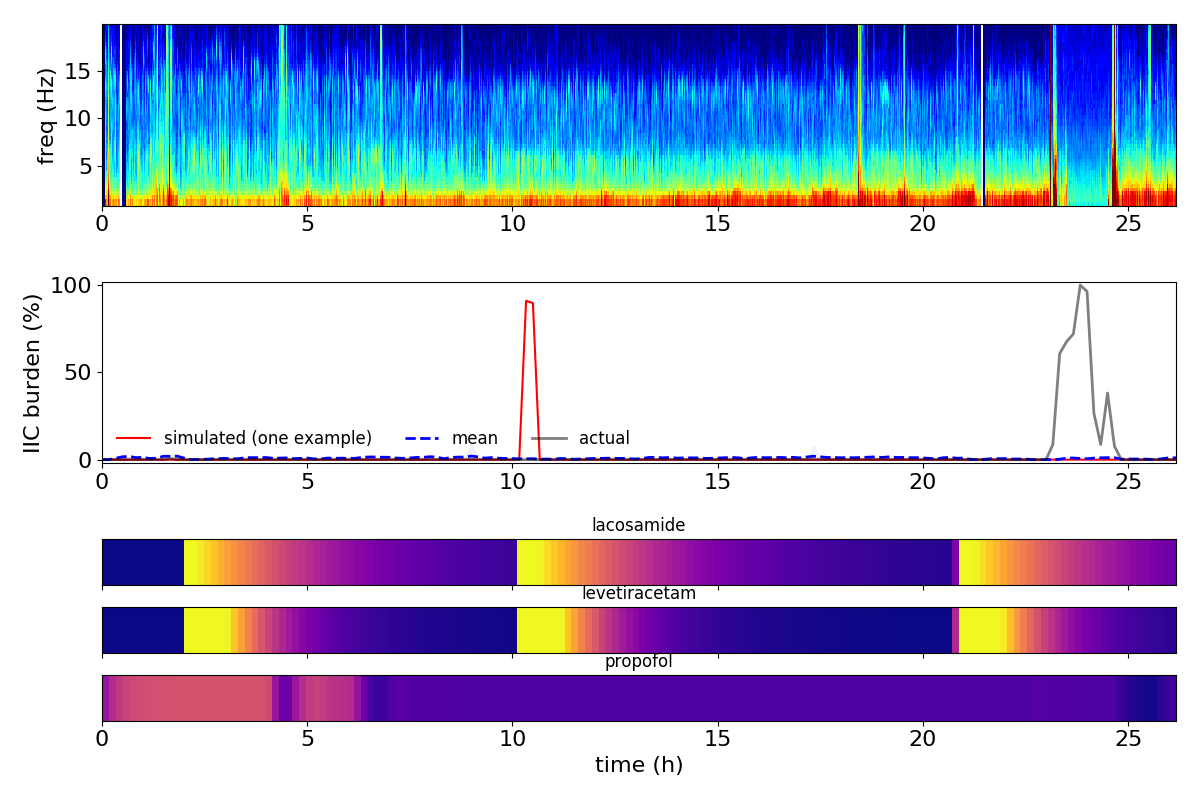 freq (Hz)
15
10
5
0 5 10 15 20 25
IIC burden (%)
100
50
0
simulated (one example) mean actual
0 5 10 15 20 25
lacosamide
levetiracetam
propofol
0 5 10 15 20 25
time (h)